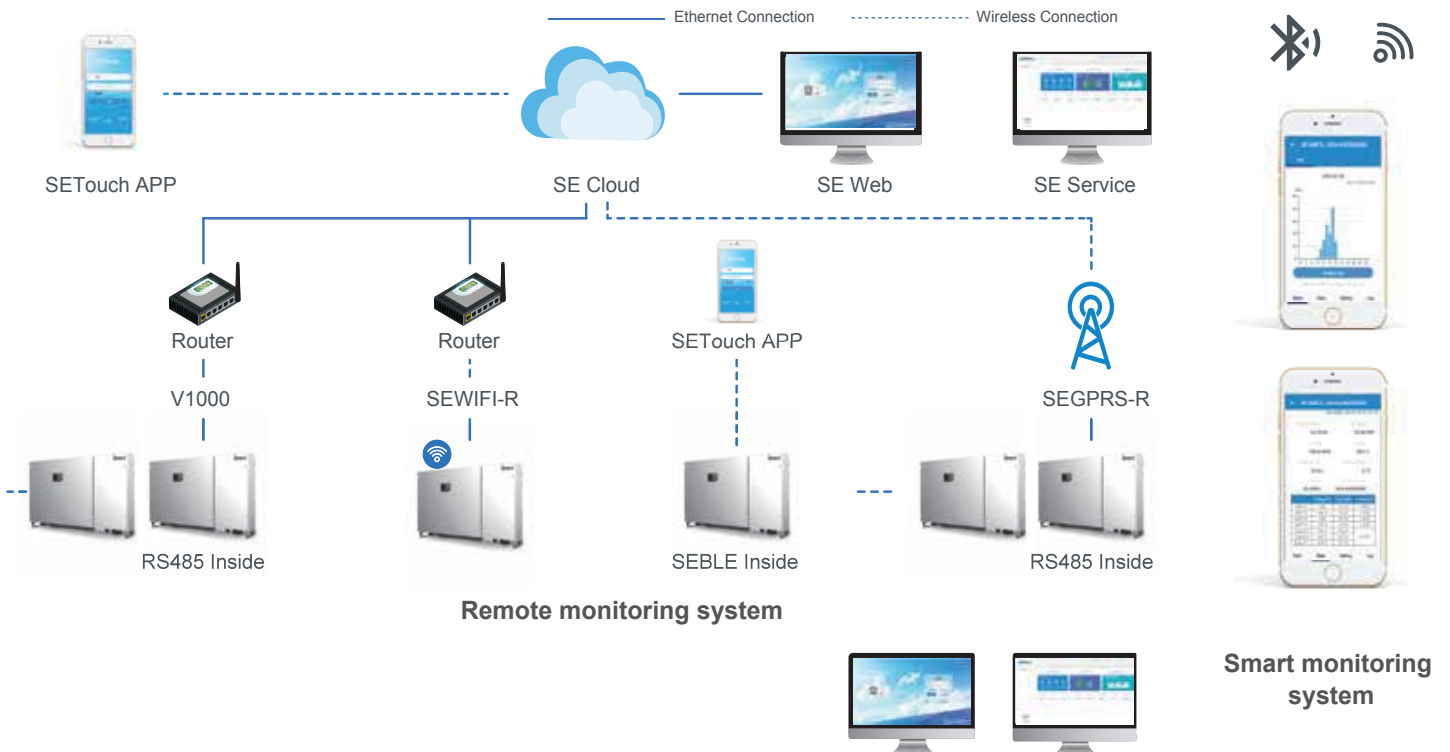 Ethernet Connection
Wireless Connection
SETouch APP
SE Cloud
SE Web
SE Service
Router
Router
SETouch APP
V1000
SEWIFI-R
SEGPRS-R
RS485 Inside
SEBLE Inside
RS485 Inside
Remote monitoring system
Smart monitoring
system